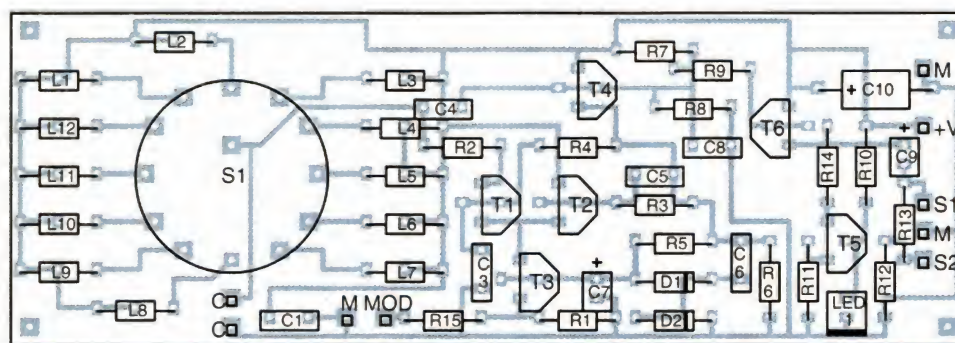 L2 R7
L1 L3 R9 M
T4 + C10
C4 R8
L12 L4 T6 + +V
R2 R4 C8 C9
L11 S1 L5 C5 R14 R10
T1 T2 R3 S1
L10 L6 R13 M
R5 T5
L9 L7 C3 + C6 S2
T3 C7 D1 R6 R11 R12
C M MOD LED
L8 C1 R15 R1 D2 1
C